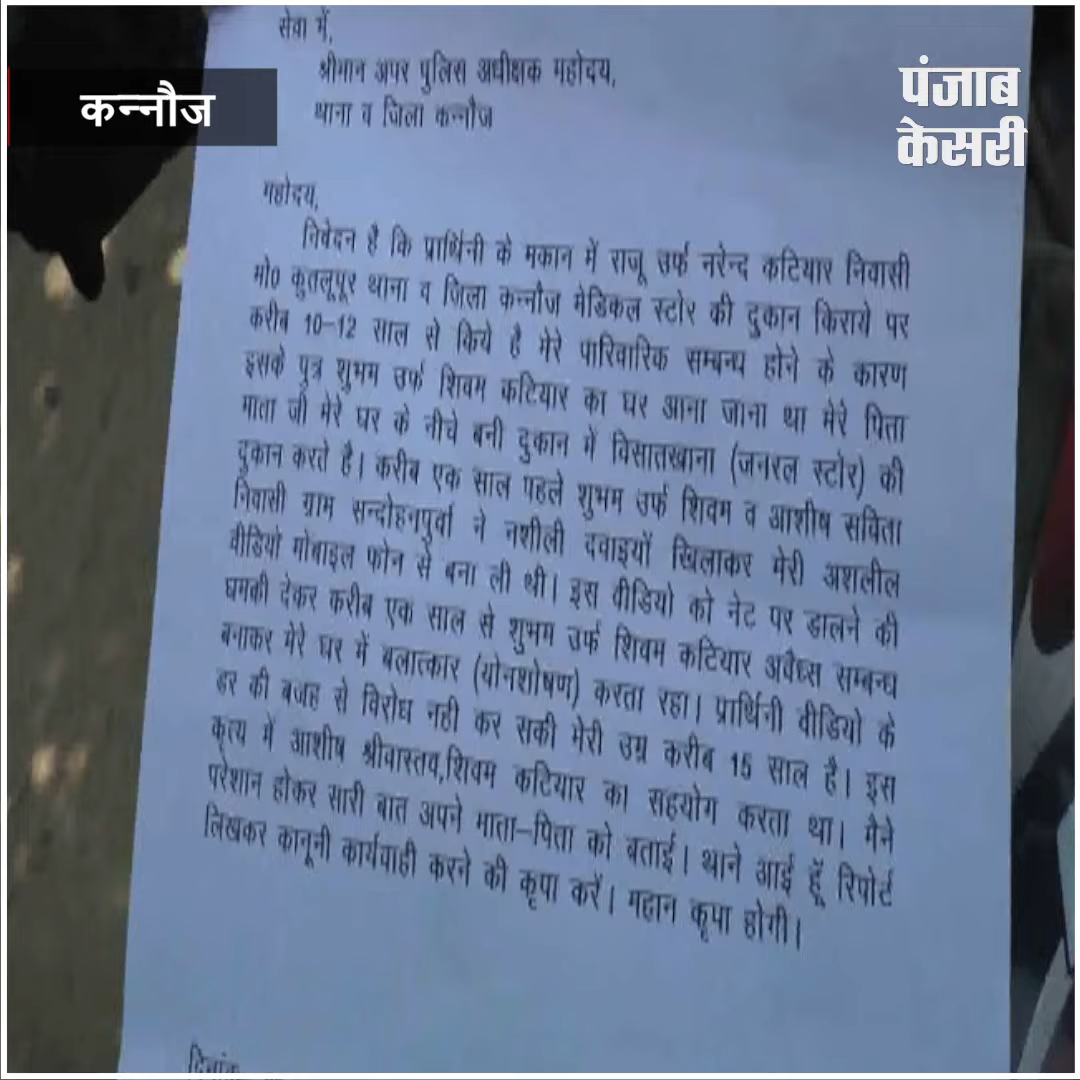 सेवा में,
श्रीमान अपर पुलिस अधीक्षक महोदय,
थाना व जिला कन्नौज
कन्नौज
पंजाब
केसरी
महोदय,
निवेदन है कि प्रार्थिनी के मकान में राजू उर्फ नरेन्द कटियार निवासी
मो0 कुतलूपूर थाना व जिला कन्नौज मेडिकल स्टोर की दुकान किराये पर
करीब 10-12 साल से किये है मेरे पारिवारिक सम्बन्ध होने के कारण
इसके पुत्र शुभम उर्फ शिवम कटियार का घर आना जाना था मेरे पिता
माता जी मेरे घर के नीचे बनी दुकान में विसातखाना (जनरल स्टोर) की
दुकान करते है। करीब एक साल पहले शुभम उर्फ शिवम व आशीष सविता
निवासी ग्राम सन्दोहनपुर्वा ने नशीली दवाइयों खिलाकर मेरी अशलील
वीडियो मोबाइल फोन से बना ली थी। इस वीडियो को नेट पर डालने की
धमकी देकर करीब एक साल से शुभम उर्फ शिवम कटियार अवैध्स सम्बन्ध
बनाकर मेरे घर में बलात्कार (योनशोषण) करता रहा। प्रार्थिनी वीडियो के
डर की बजह से विरोध नही कर सकी मेरी उम्र करीब 15 साल है। इस
कृत्य में आशीष श्रीवास्तव,शिवम कटियार का सहयोग करता था। मैने
परेशान होकर सारी बात अपने माता-पिता को बताई। थाने आई हॅू रिपोर्ट
लिखकर कानूनी कार्यवाही करने की कृपा करें। महान कृपा होगी।
दिनांक